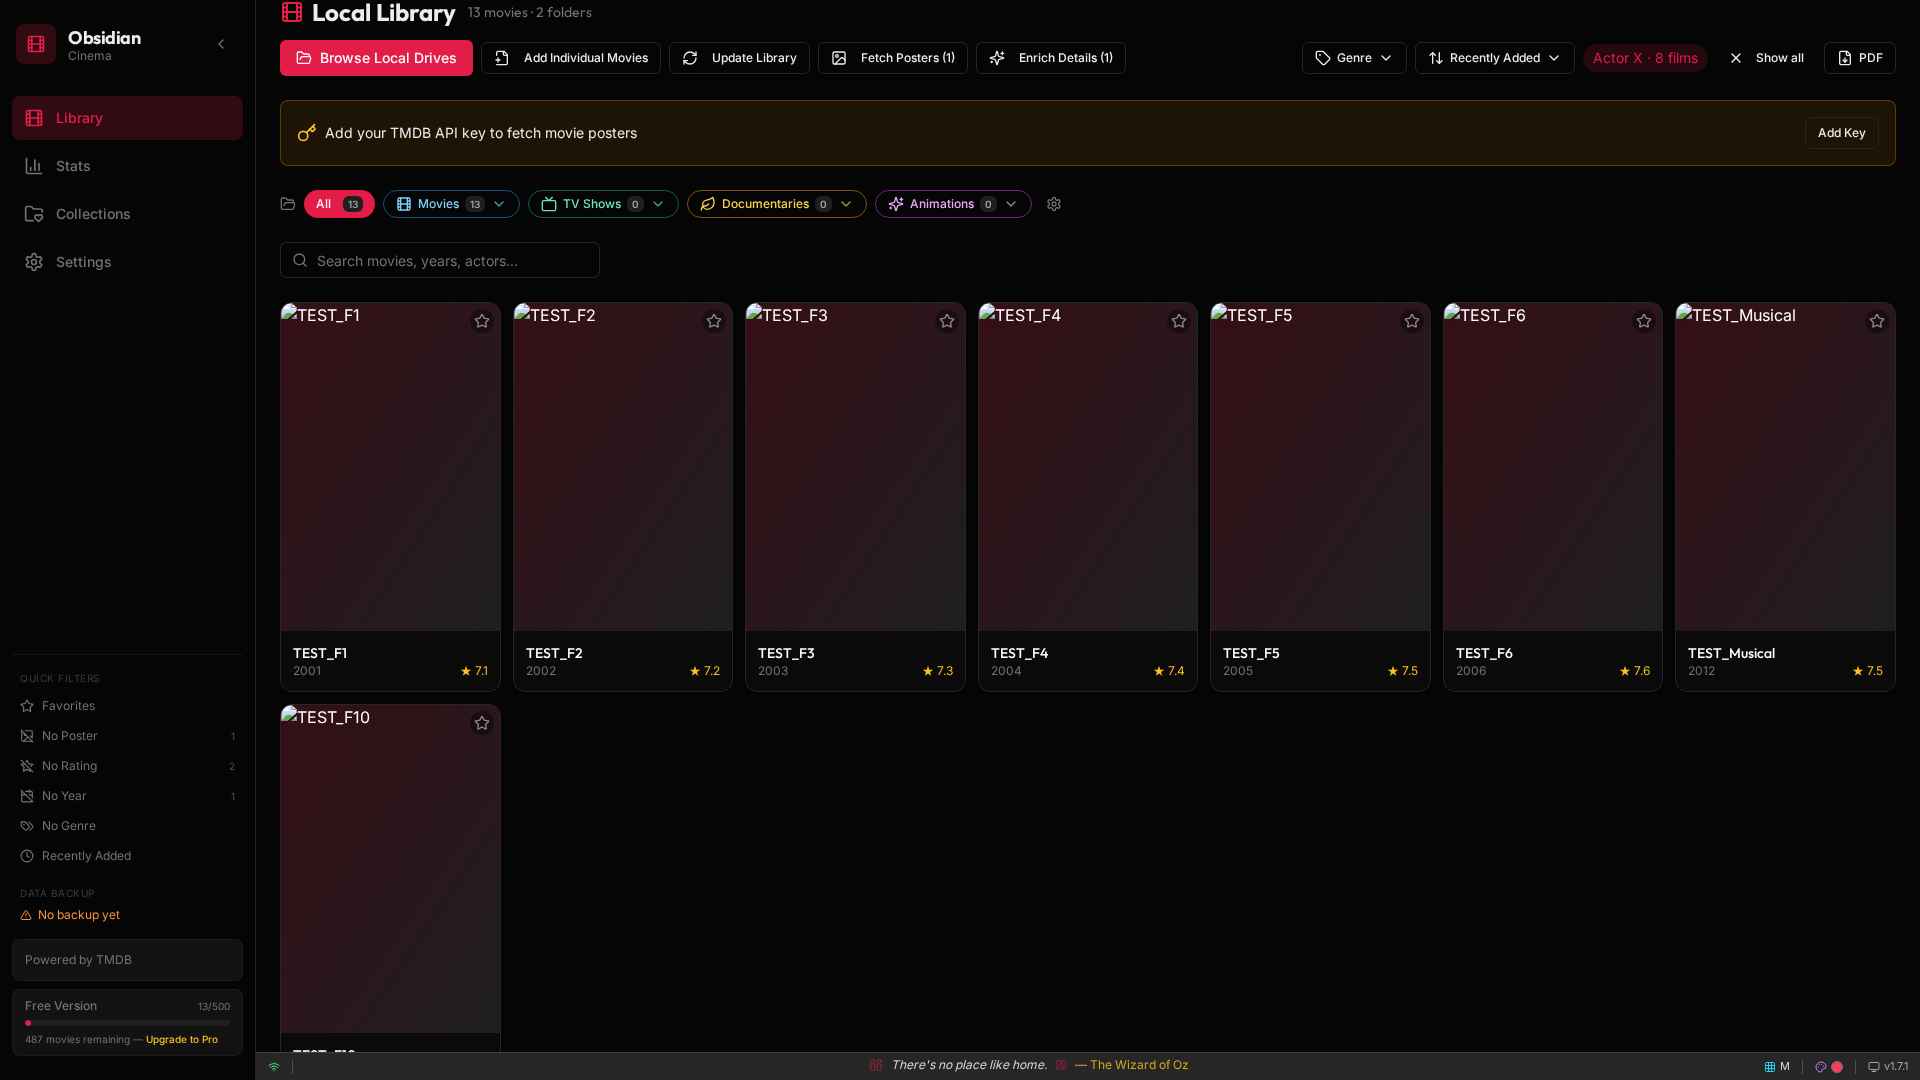 Obsidian
Cinema
Library
Stats
Collections
Settings
QUICK FILTERS
Favorites
No Poster 1
No Rating 2
No Year 1
No Genre
Recently Added
DATA BACKUP
No backup yet
Powered by TMDB
Free Version 13/500
487 movies remaining — Upgrade to Pro
Local Library 13 movies · 2 folders
Browse Local Drives Add Individual Movies Update Library Fetch Posters (1) Enrich Details (1) Genre Recently Added Actor X · 8 films Show all PDF
Add your TMDB API key to fetch movie posters Add Key
All 13 Movies 13 TV Shows 0 Documentaries 0 Animations 0
Search movies, years, actors...
TEST_F1 TEST_F2 TEST_F3 TEST_F4 TEST_F5 TEST_F6 TEST_Musical
TEST_F1 TEST_F2 TEST_F3 TEST_F4 TEST_F5 TEST_F6 TEST_Musical
2001 ★ 7.1 2002 ★ 7.2 2003 ★ 7.3 2004 ★ 7.4 2005 ★ 7.5 2006 ★ 7.6 2012 ★ 7.5
TEST_F10
TEST_F10
There's no place like home. — The Wizard of Oz
M v1.7.1